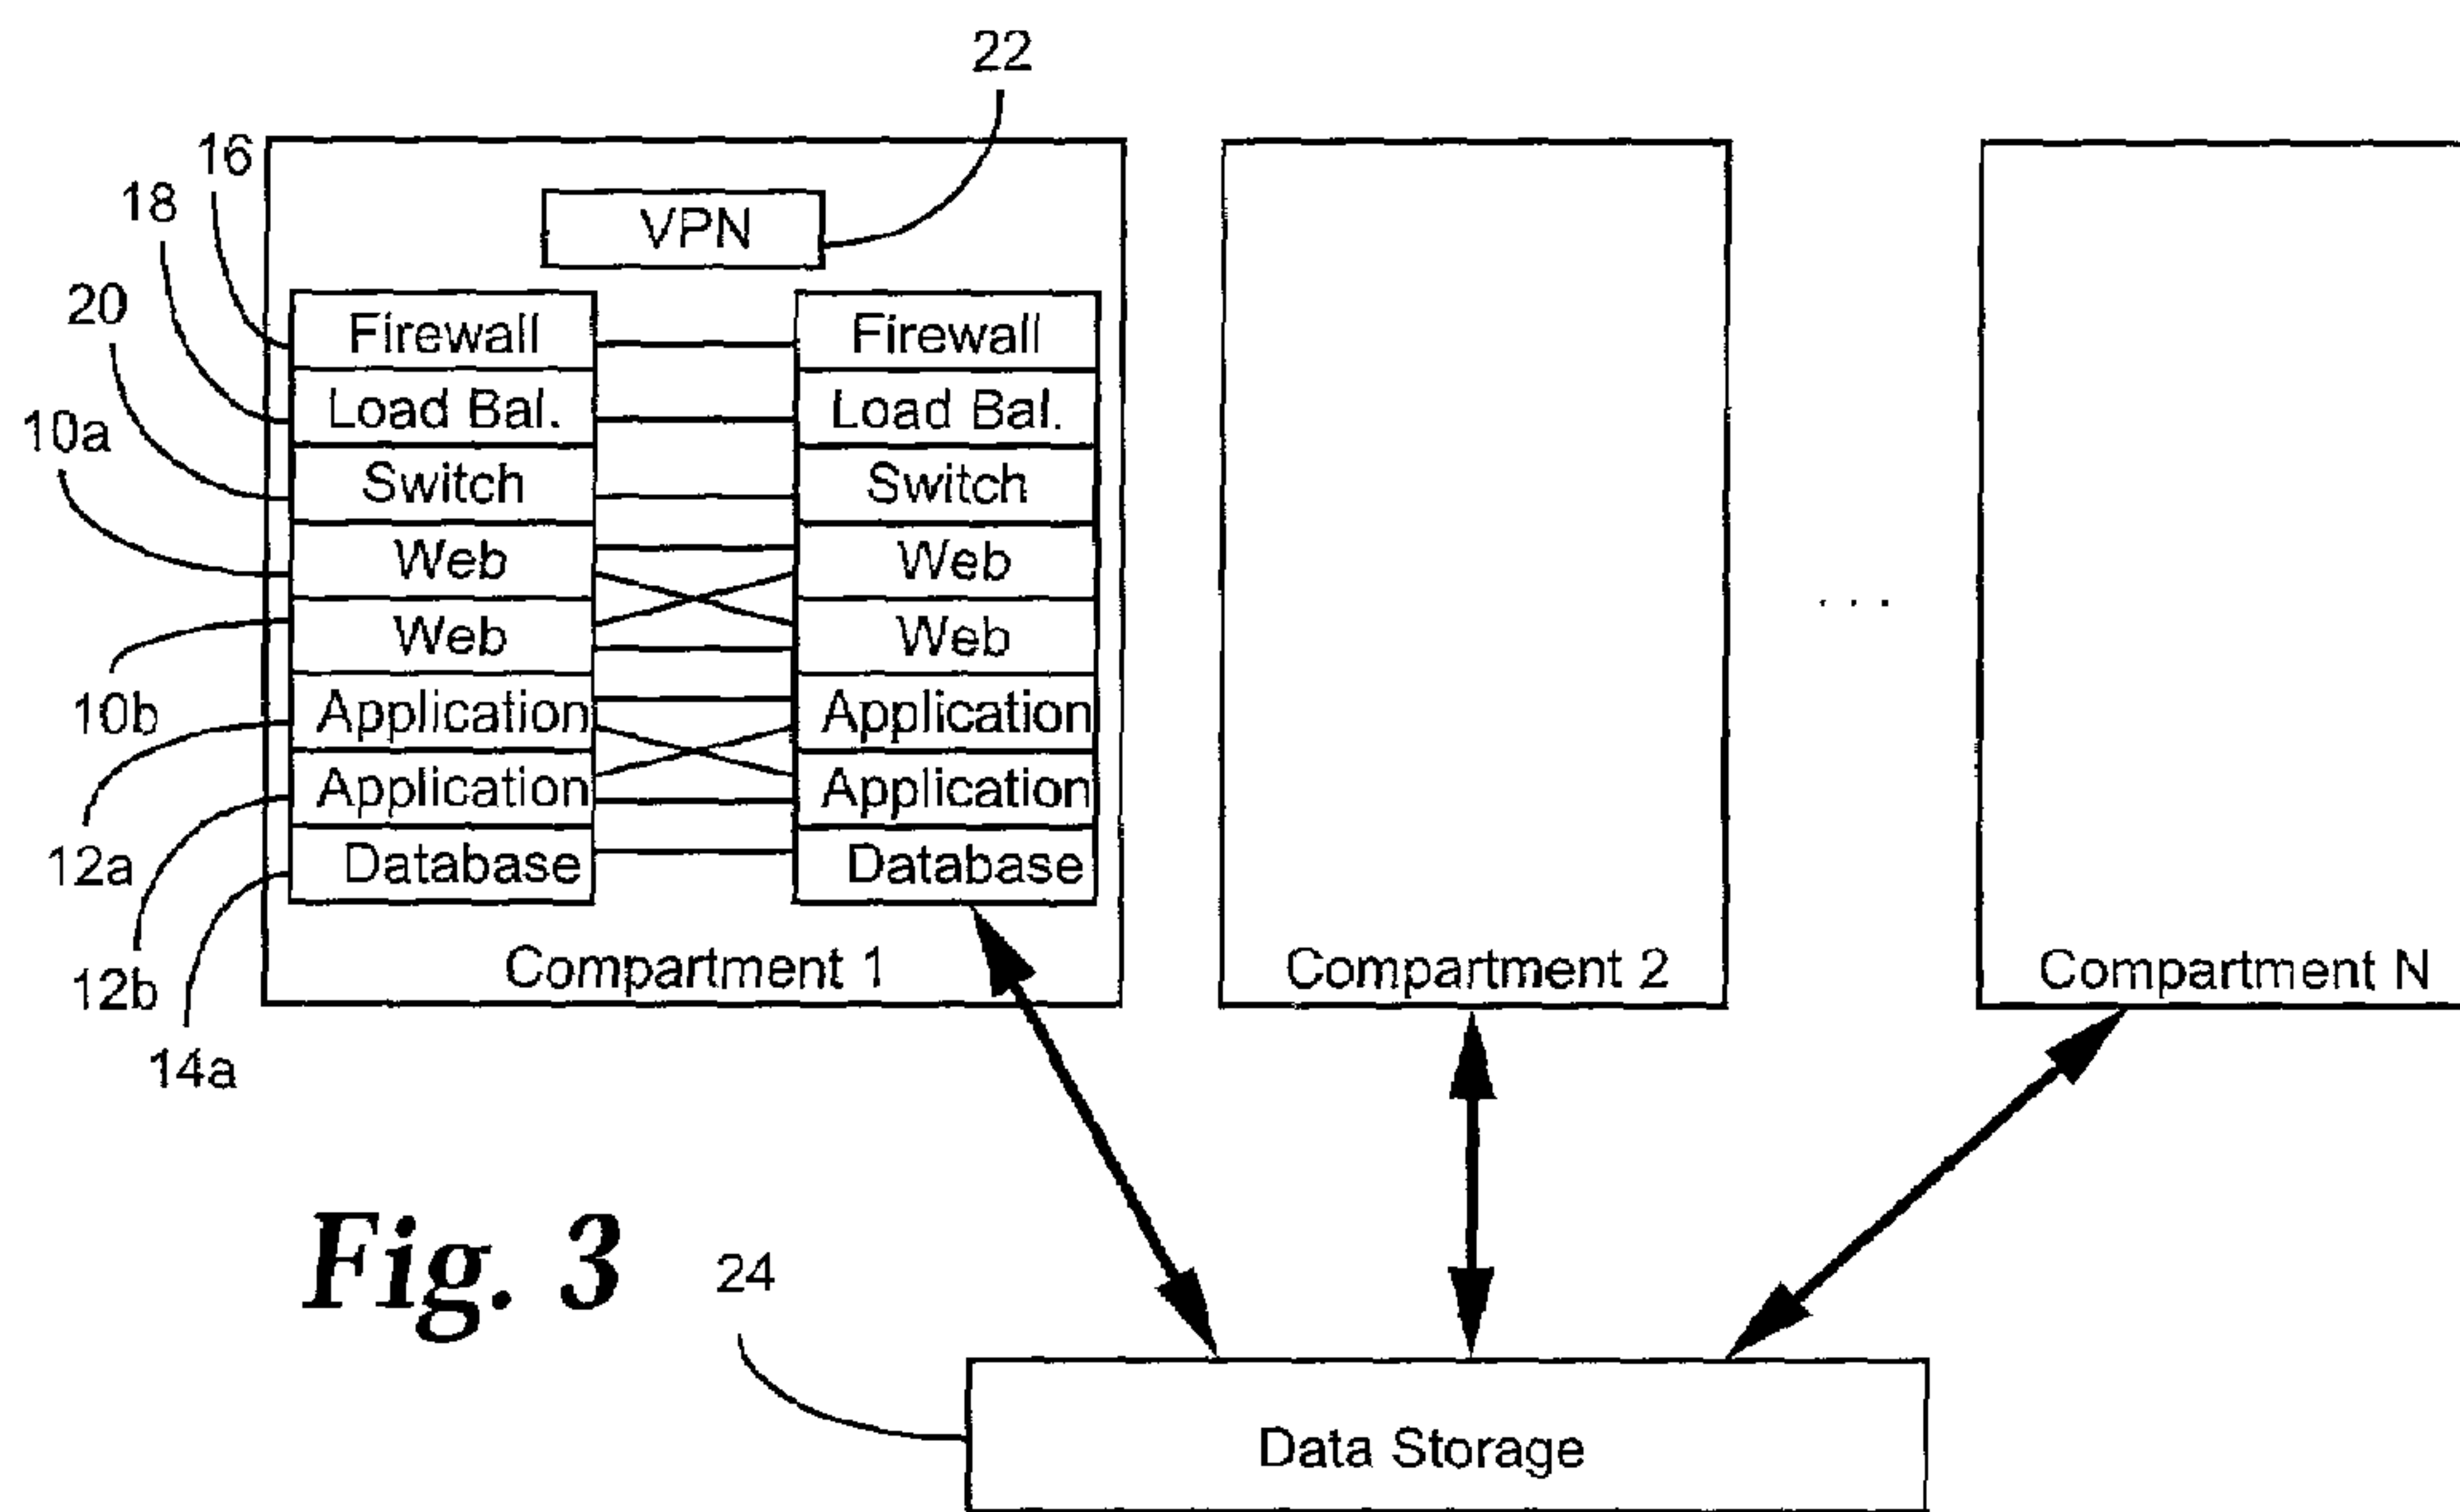 22
16
18
20
10a
10b
12a
12b
14a
VPN
Firewall
Load Bal.
Switch
Web
Web
Application
Application
Database
Firewall
Load Bal.
Switch
Web
Web
Application
Application
Database
Compartment 1
Compartment 2
. . .
Compartment N
Fig. 3
24
Data Storage